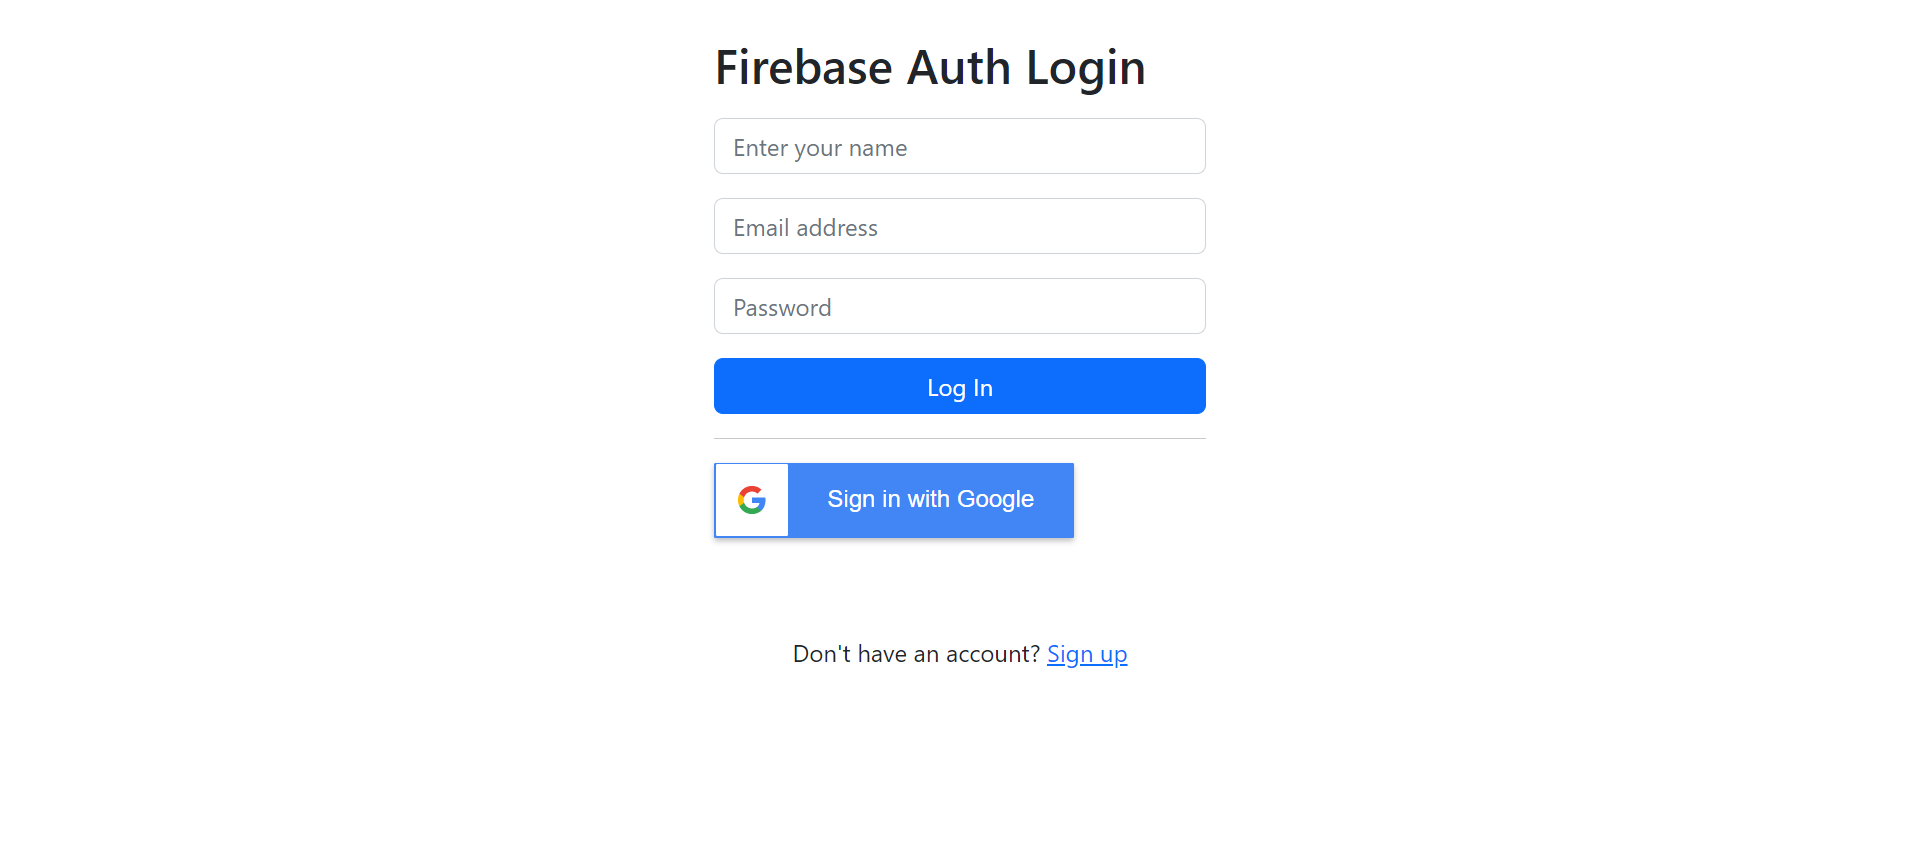 Firebase Auth Login
Enter your name
Email address
Password
Log In
Sign in with Google
Don't have an account? Sign up